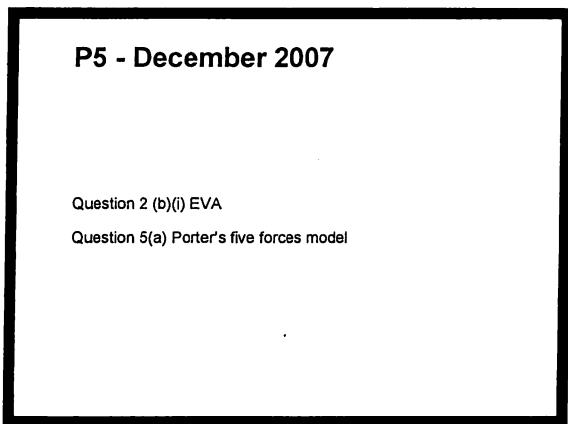 P5 - December 2007
Question 2 (b)(i) EVA
Question 5(a) Porter's five forces model